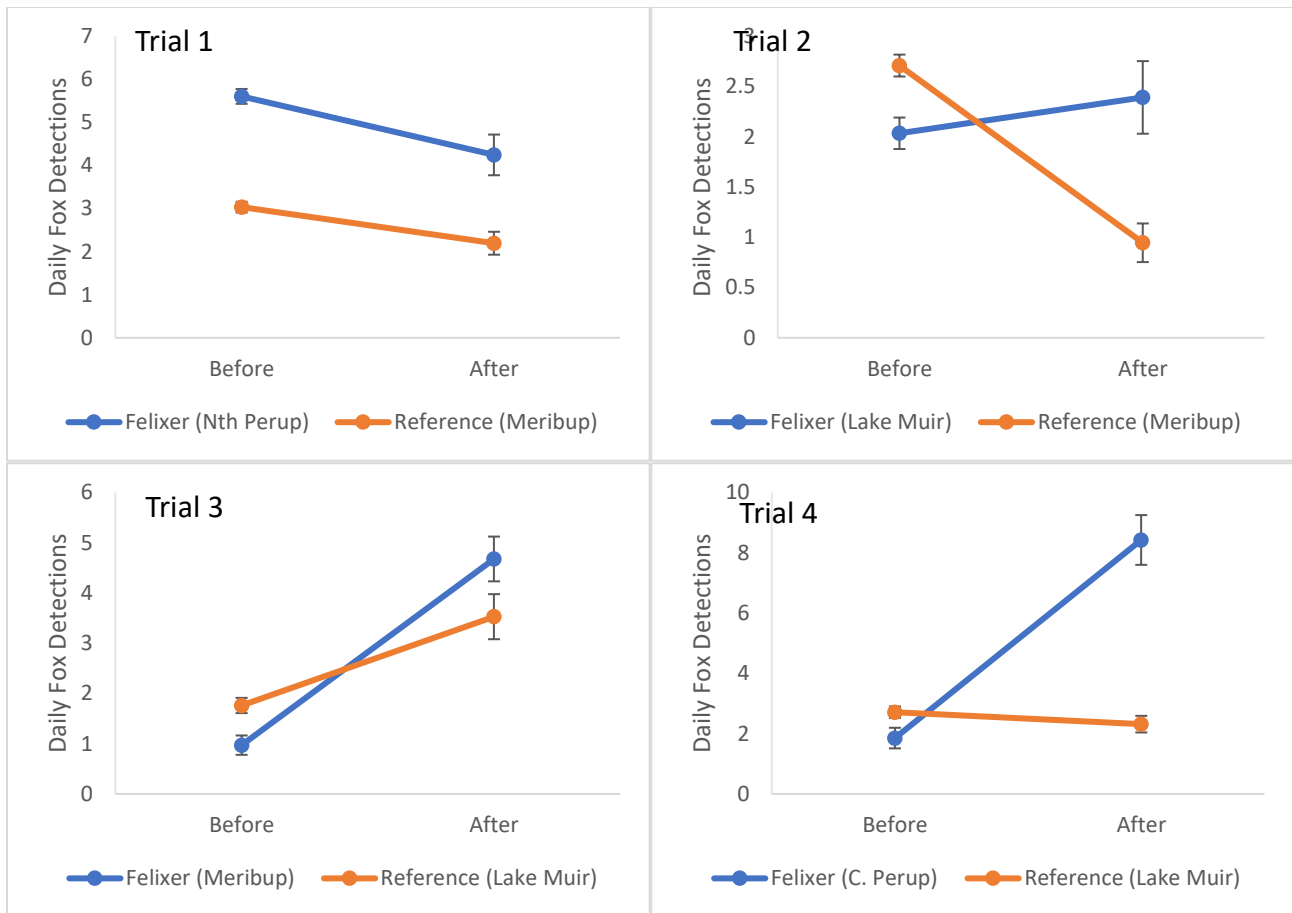 Trial 1
Daily Fox Detections
7
6
5
4
3
2
1
0
Before After
Felixer (Nth Perup) Reference (Meribup)
Trial 2
Daily Fox Detections
3
2.5
2
1.5
1
0.5
0
Before After
Felixer (Lake Muir) Reference (Meribup)
Trial 3
Daily Fox Detections
6
5
4
3
2
1
0
Before After
Felixer (Meribup) Reference (Lake Muir)
Trial 4
Daily Fox Detections
10
8
6
4
2
0
Before After
Felixer (C. Perup) Reference (Lake Muir)